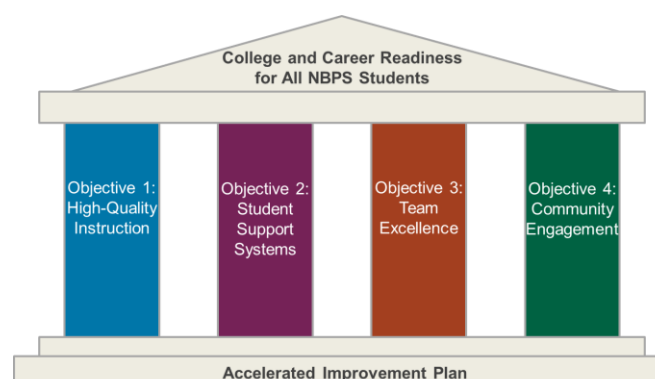 College and Career Readiness
for All NBPS Students
Objective 1:
High-Quality
Instruction
Objective 2:
Student
Support
Systems
Objective 3:
Team
Excellence
Objective 4:
Community
Engagement
Accelerated Improvement Plan